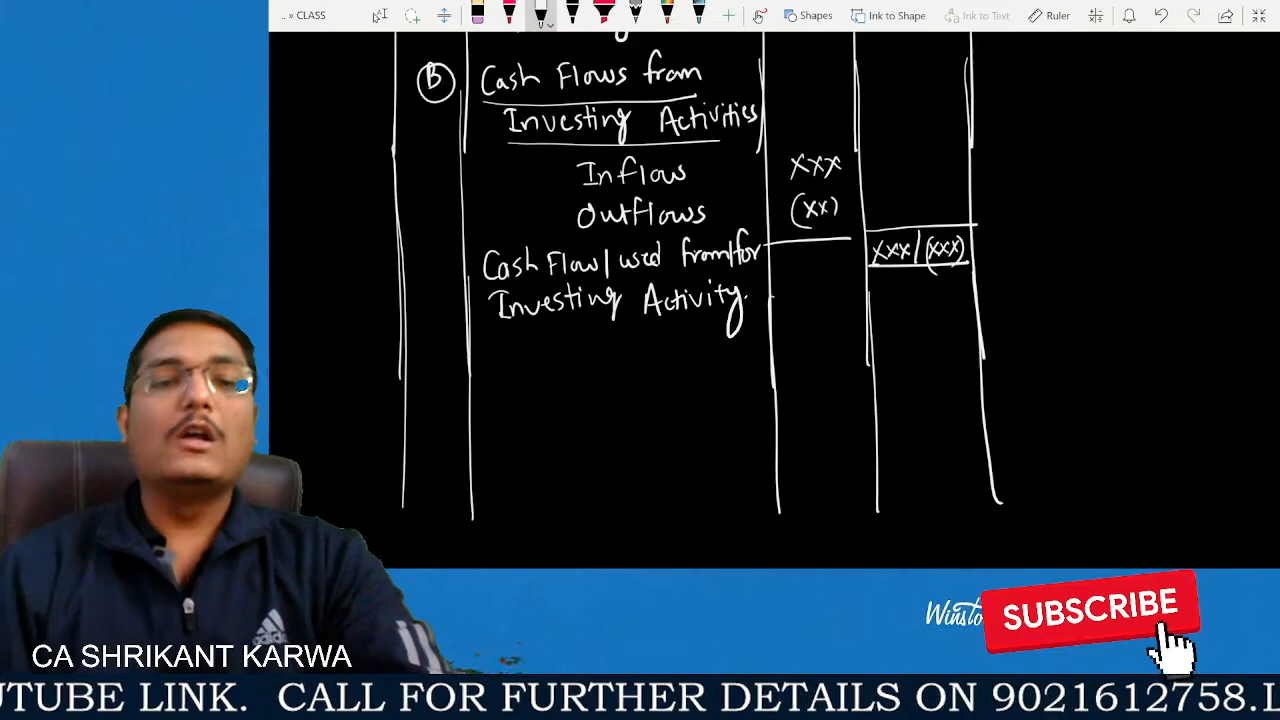 .. » CLASS
Shapes
Ink to Shape
Ink to Text
Ruler
B Cash Flows from
Investing Activities
Inflow xxx
Outflows (xx)
Cash Flow/used from/for xxx/(xxx)
Investing Activity.
SUBSCRIBE
CA SHRIKANT KARWA
UTUBE LINK. CALL FOR FURTHER DETAILS ON 9021612758.L